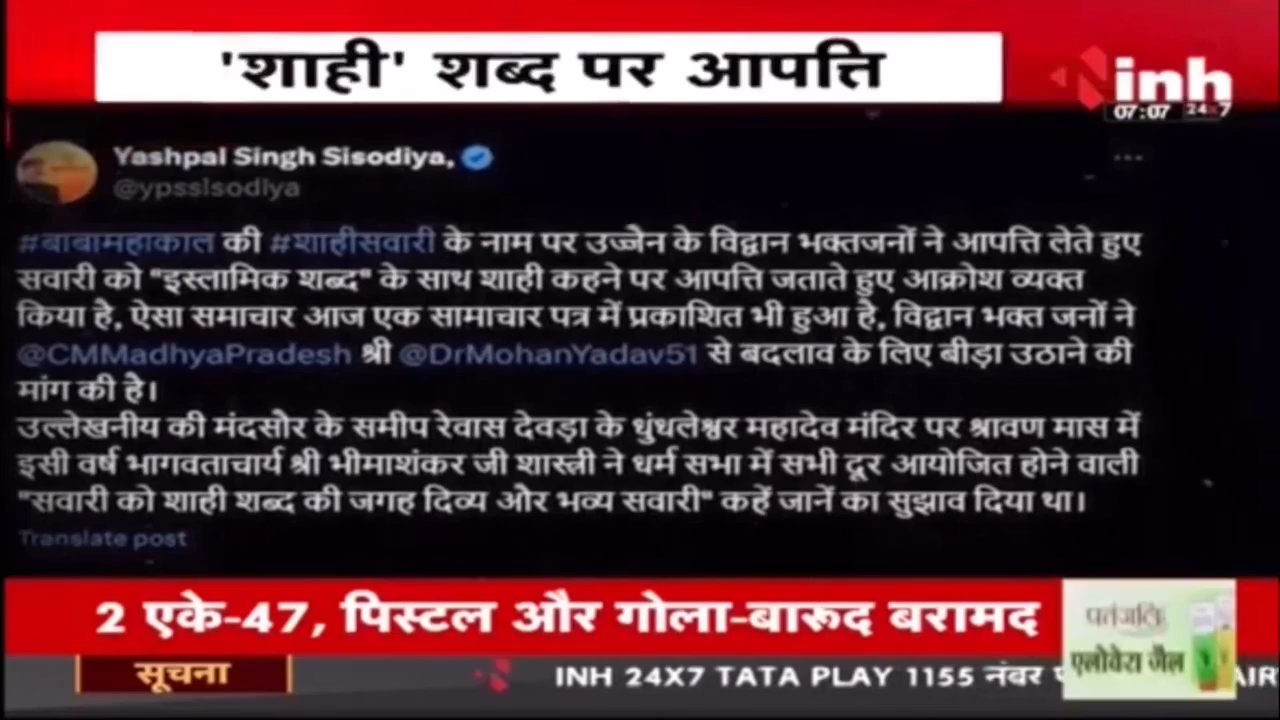 'शाही' शब्द पर आपत्ति
inh
07:07 24x7
Yashpal Singh Sisodiya,
@ypssisodiya
#बाबामहाकाल की #शाहीसवारी के नाम पर उज्जैन के विद्वान भक्तजनों ने आपत्ति लेते हुए
सवारी को "इस्लामिक शब्द" के साथ शाही कहने पर आपत्ति जताते हुए आक्रोश व्यक्त
किया है, ऐसा समाचार आज एक सामाचार पत्र में प्रकाशित भी हुआ है, विद्वान भक्त जनों ने
@CMMadhyaPradesh श्री @DrMohanYadav51 से बदलाव के लिए बीड़ा उठाने की
मांग की है।
उल्लेखनीय की मंदसौर के समीप रेवास देवड़ा के धुंधलेश्वर महादेव मंदिर पर श्रावण मास में
इसी वर्ष भागवताचार्य श्री भीमाशंकर जी शास्त्री ने धर्म सभा में सभी दूर आयोजित होने वाली
"सवारी को शाही शब्द की जगह दिव्य और भव्य सवारी" कहें जानें का सुझाव दिया था।
Translate post
2 एके-47, पिस्टल और गोला-बारूद बरामद
पतंजलि
एलोवेरा जैल
सूचना
INH 24X7 TATA PLAY 1155 नंबर
AIR